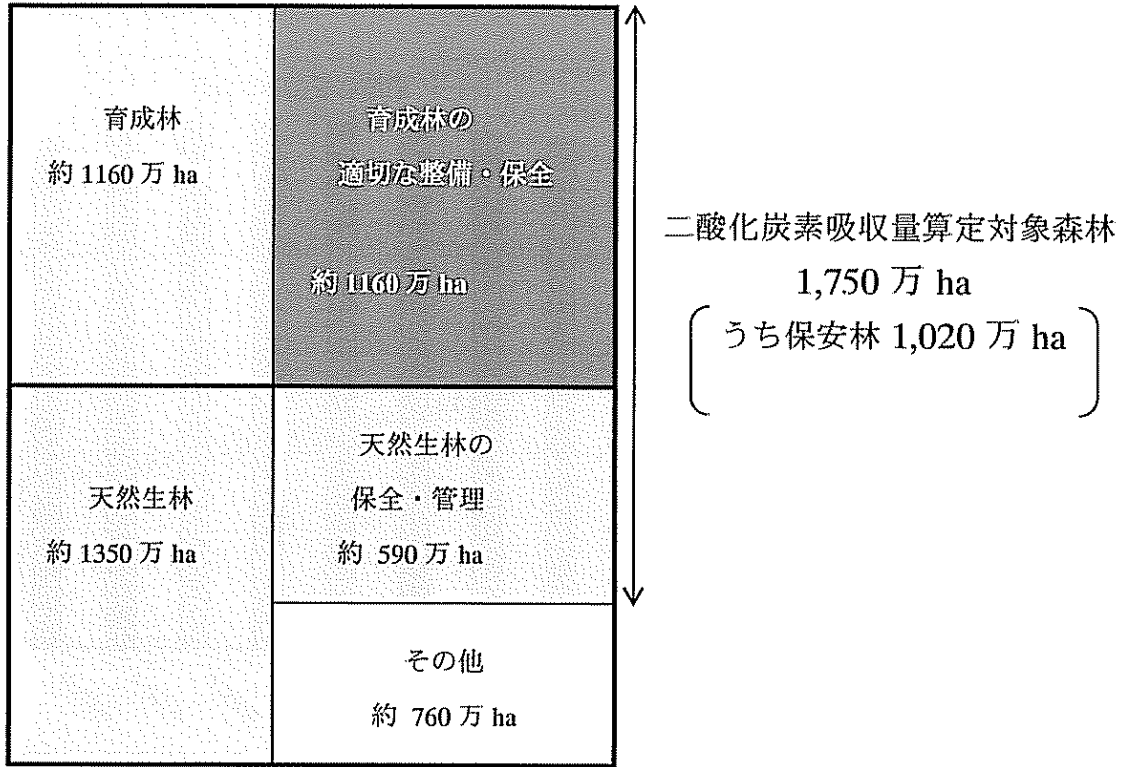 育成林
約 1160 万 ha
育成林の
適切な整備・保全
約 1160 万 ha
天然生林
約 1350 万 ha
天然生林の
保全・管理
約 590 万 ha
その他
約 760 万 ha
二酸化炭素吸収量算定対象森林
1,750 万 ha
うち保安林 1,020 万 ha